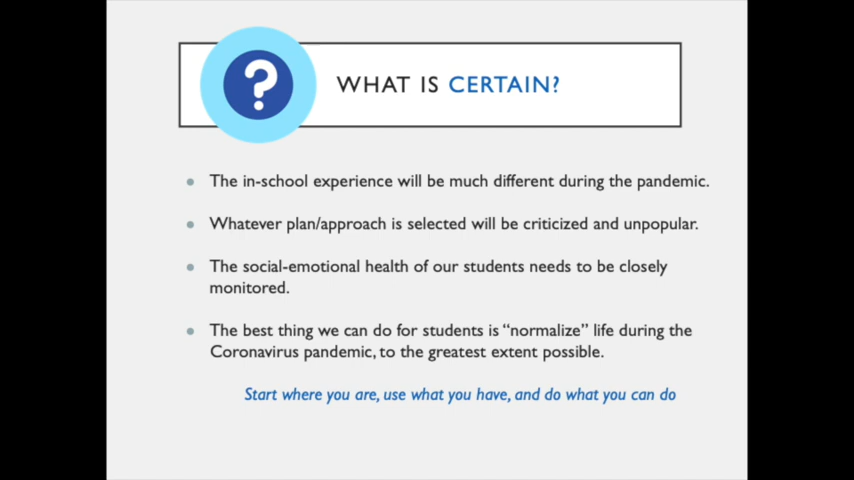 ?
WHAT IS CERTAIN?
The in-school experience will be much different during the pandemic.
Whatever plan/approach is selected will be criticized and unpopular.
The social-emotional health of our students needs to be closely
monitored.
The best thing we can do for students is “normalize” life during the
Coronavirus pandemic, to the greatest extent possible.
Start where you are, use what you have, and do what you can do